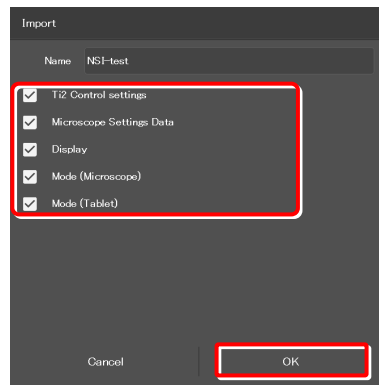 Import
Name NSI-test
Ti2 Control settings
Microscope Settings Data
Display
Mode (Microscope)
Mode (Tablet)
Cancel OK